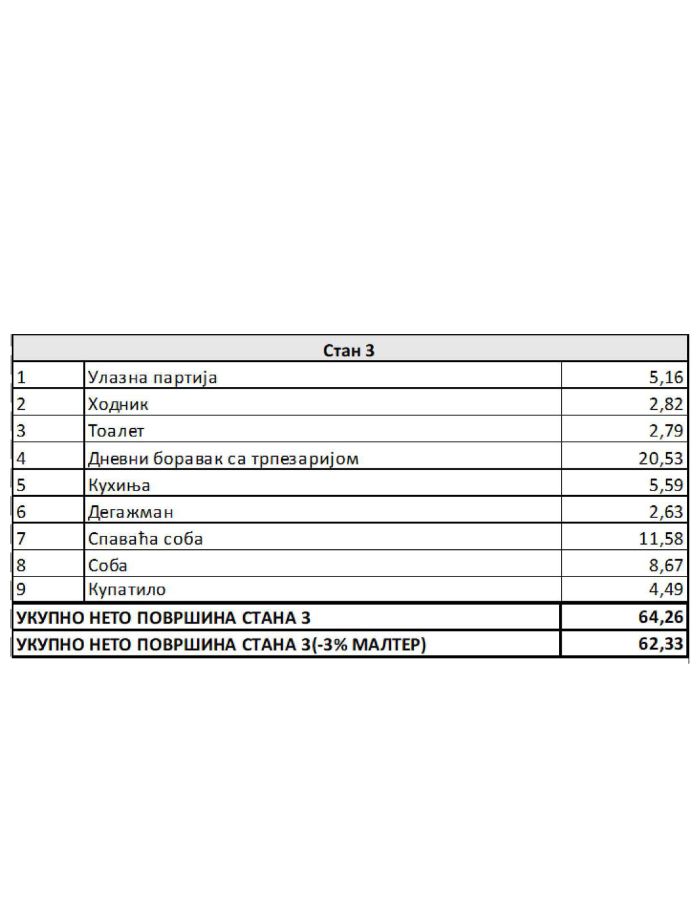 Стан 3
1 Улазна партија 5,16
2 Ходник 2,82
3 Тоалет 2,79
4 Дневни боравак са трпезаријом 20,53
5 Кухиња 5,59
6 Дегажман 2,63
7 Спаваћа соба 11,58
8 Соба 8,67
9 Купатило 4,49
УКУПНО НЕТО ПОВРШИНА СТАНА 3 64,26
УКУПНО НЕТО ПОВРШИНА СТАНА 3(-3% МАЛТЕР) 62,33